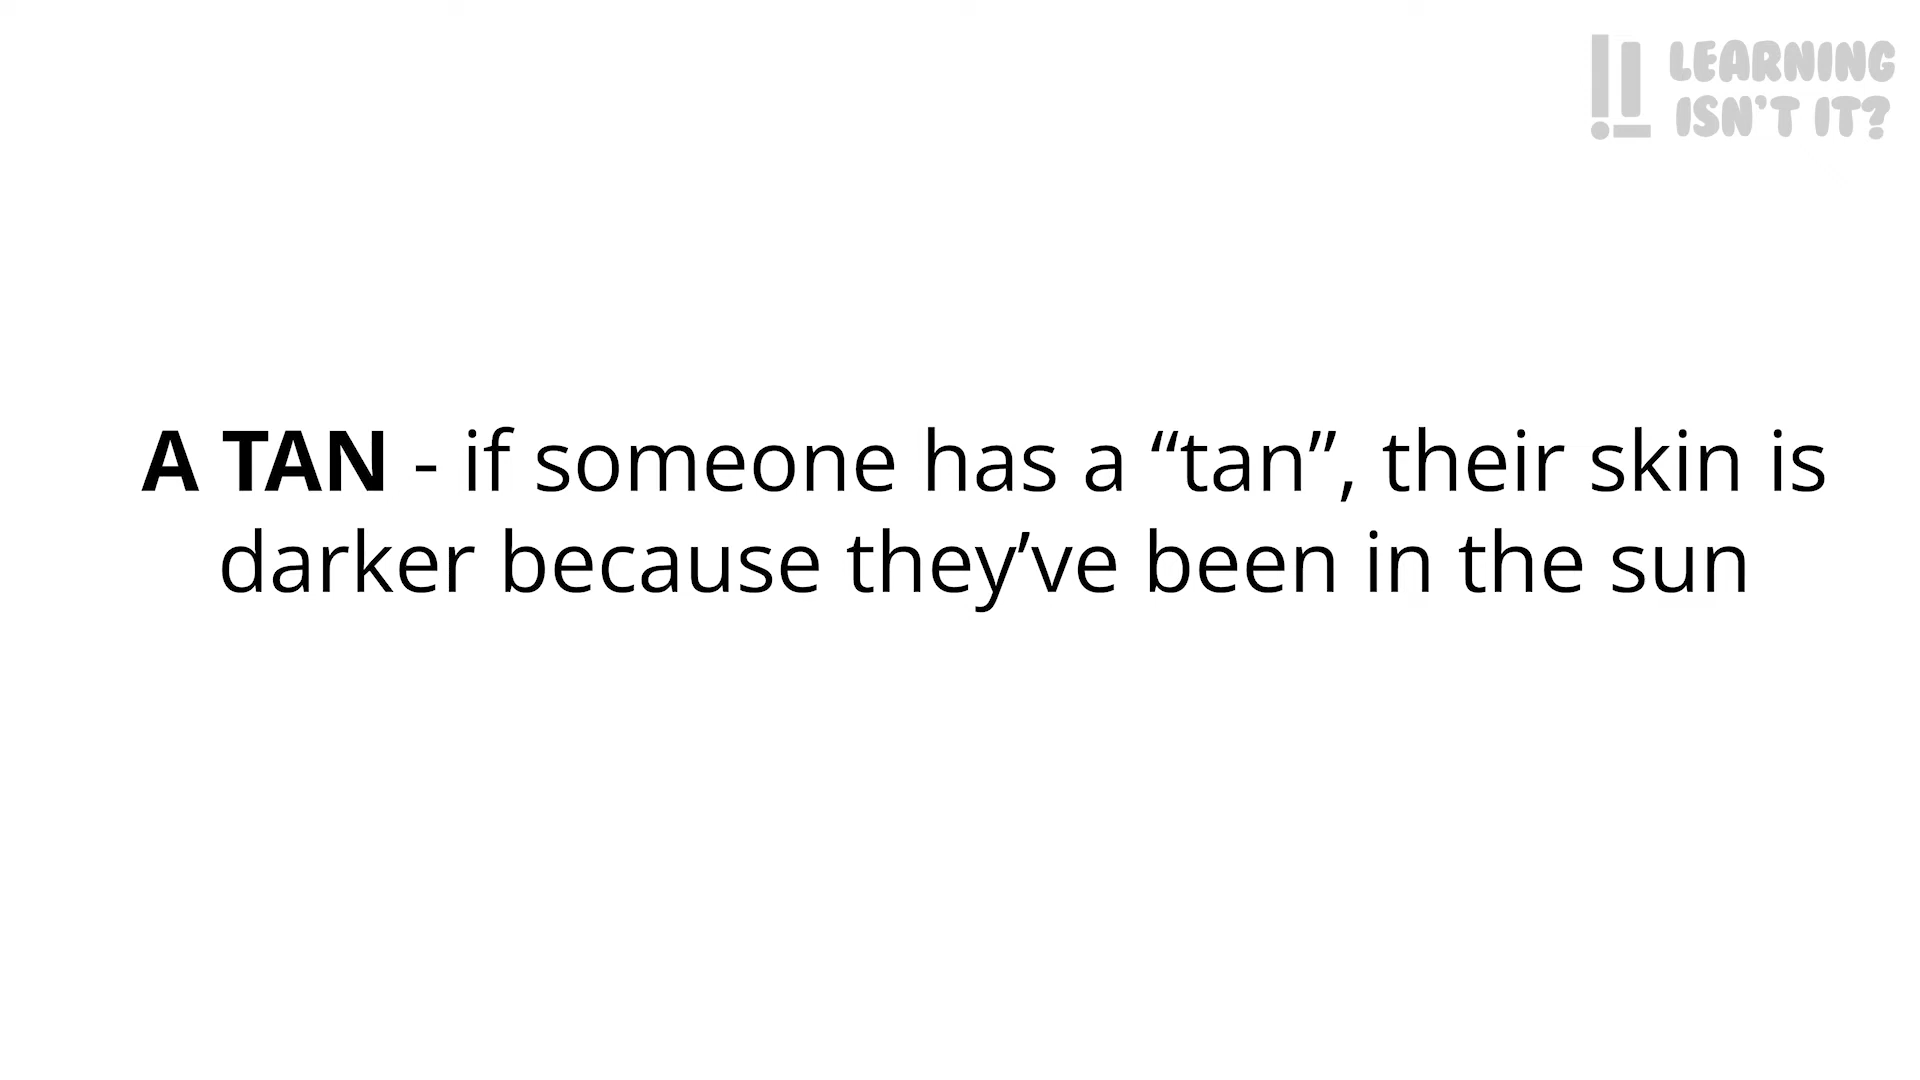 LEARNING
ISN'T IT?
A TAN - if someone has a “tan”, their skin is
darker because they’ve been in the sun